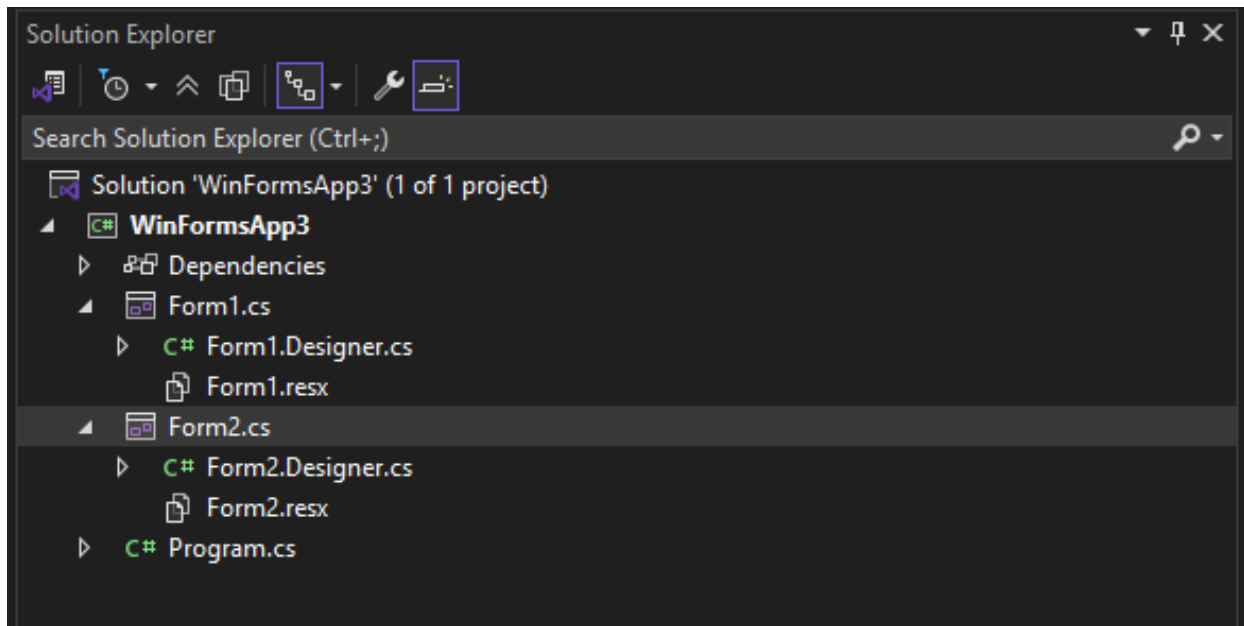 Solution Explorer
Search Solution Explorer (Ctrl+;)
Solution 'WinFormsApp3' (1 of 1 project)
C# WinFormsApp3
Dependencies
Form1.cs
C# Form1.Designer.cs
Form1.resx
Form2.cs
C# Form2.Designer.cs
Form2.resx
C# Program.cs